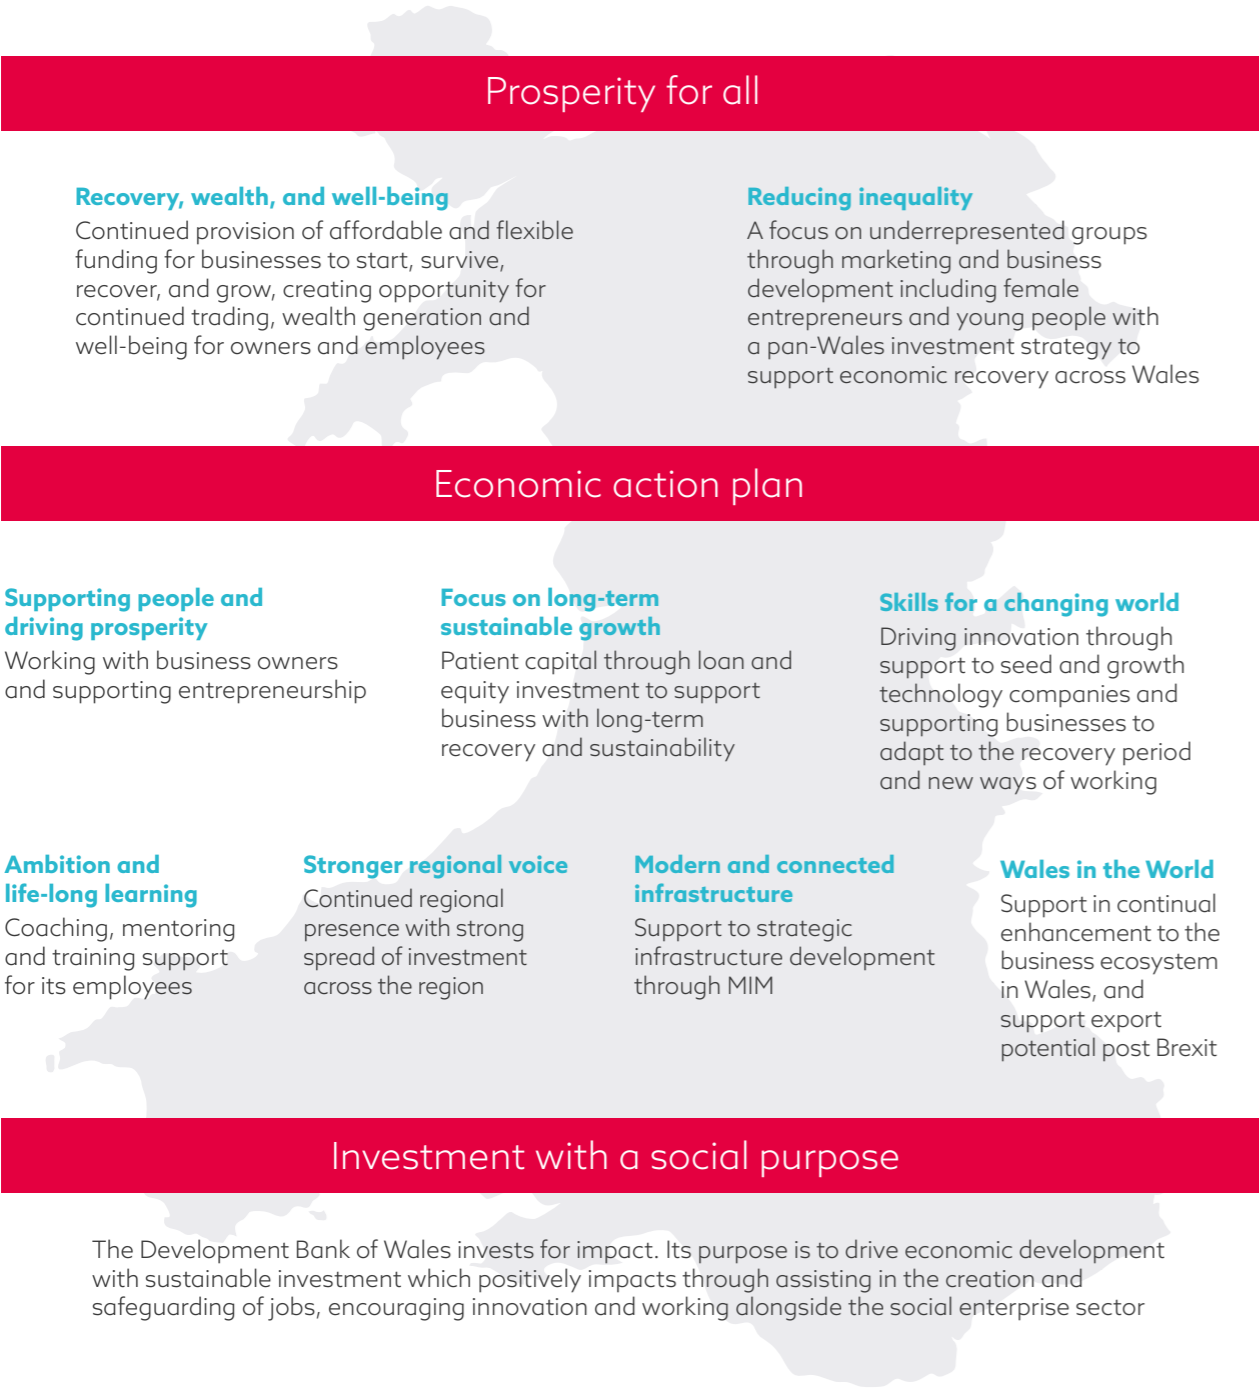 Prosperity for all
Recovery, wealth, and well-being
Continued provision of affordable and flexible
funding for businesses to start, survive,
recover, and grow, creating opportunity for
continued trading, wealth generation and
well-being for owners and employees
Reducing inequality
A focus on underrepresented groups
through marketing and business
development including female
entrepreneurs and young people with
a pan-Wales investment strategy to
support economic recovery across Wales
Economic action plan
Supporting people and
driving prosperity
Working with business owners
and supporting entrepreneurship
Focus on long-term
sustainable growth
Patient capital through loan and
equity investment to support
business with long-term
recovery and sustainability
Skills for a changing world
Driving innovation through
support to seed and growth
technology companies and
supporting businesses to
adapt to the recovery period
and new ways of working
Ambition and
life-long learning
Coaching, mentoring
and training support
for its employees
Stronger regional voice
Continued regional
presence with strong
spread of investment
across the region
Modern and connected
infrastructure
Support to strategic
infrastructure development
through MIM
Wales in the World
Support in continual
enhancement to the
business ecosystem
in Wales, and
support export
potential post Brexit
Investment with a social purpose
The Development Bank of Wales invests for impact. Its purpose is to drive economic development
with sustainable investment which positively impacts through assisting in the creation and
safeguarding of jobs, encouraging innovation and working alongside the social enterprise sector